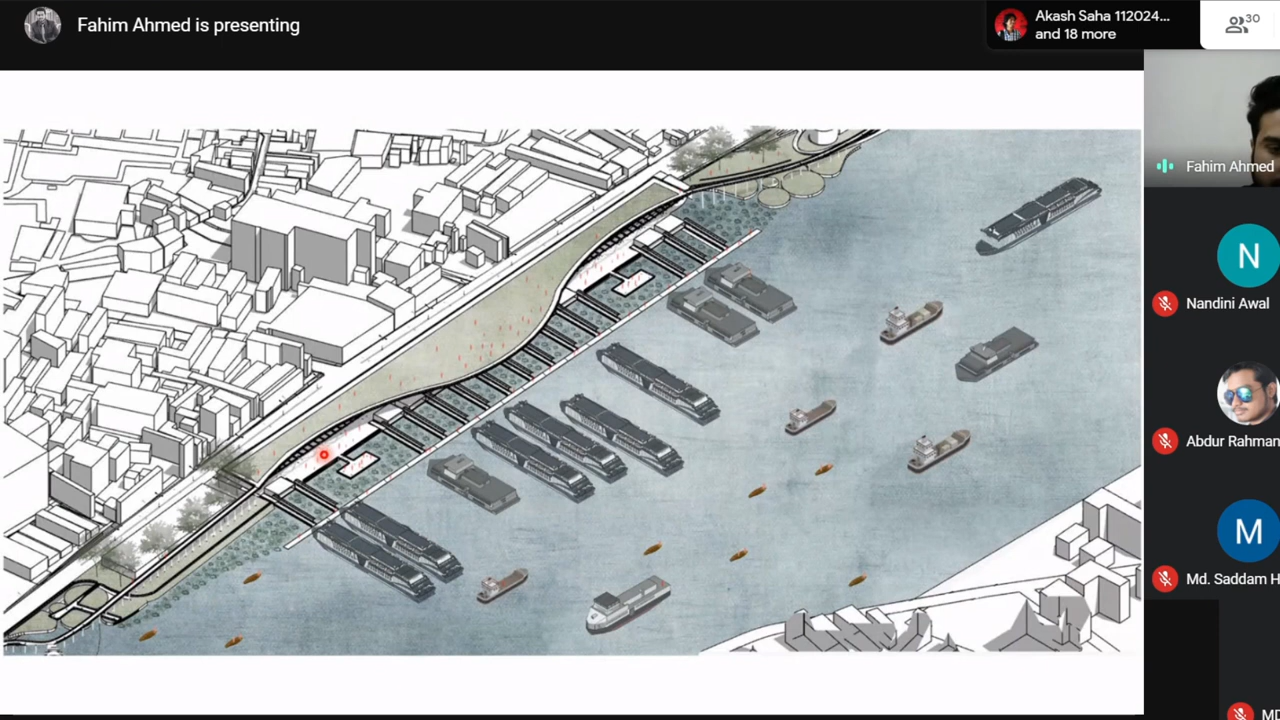 Fahim Ahmed is presenting
Akash Saha 112024...
and 18 more
30
Fahim Ahmed
N
Nandini Awal
Abdur Rahman
M
Md. Saddam H
MD